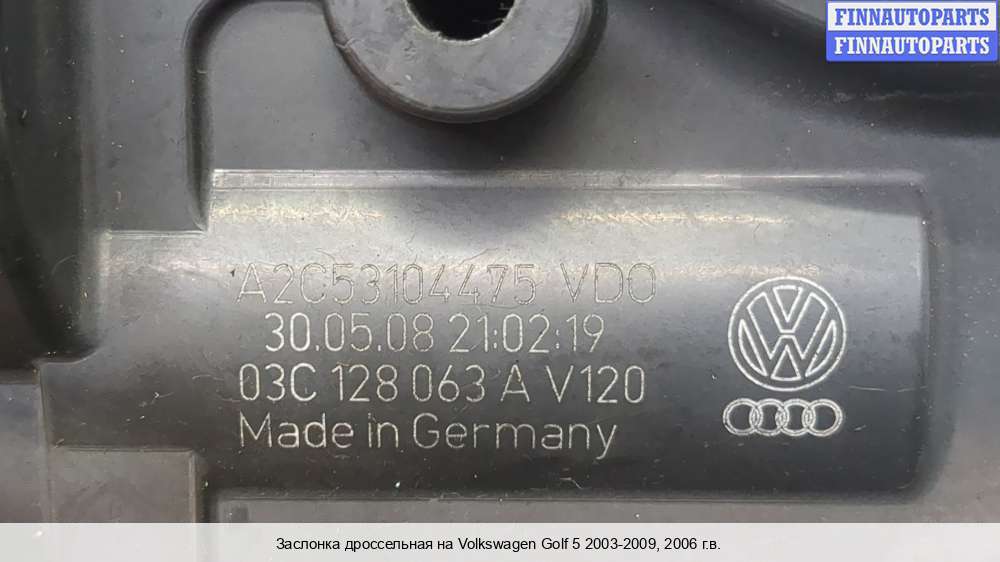 FINNAUTOPARTS
FINNAUTOPARTS
A2C53104475 VDO
30.05.08 21:02:19
03C 128 063 A V120
Made in Germany
Заслонка дроссельная на Volkswagen Golf 5 2003-2009, 2006 г.в.